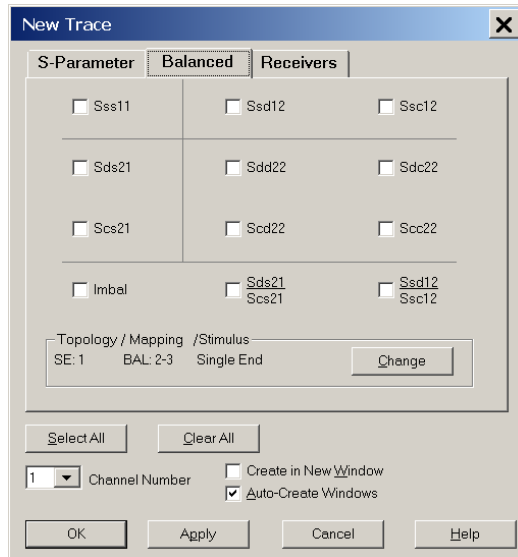 New Trace
S-Parameter Balanced Receivers
Sss11 Ssd12 Ssc12
Sds21 Sdd22 Sdc22
Scs21 Scd22 Scc22
Imbal Sds21 Ssd12
Scs21 Ssc12
Topology / Mapping /Stimulus
SE: 1 BAL: 2-3 Single End Change
Select All Clear All
1 Channel Number Create in New Window
Auto-Create Windows
OK Apply Cancel Help